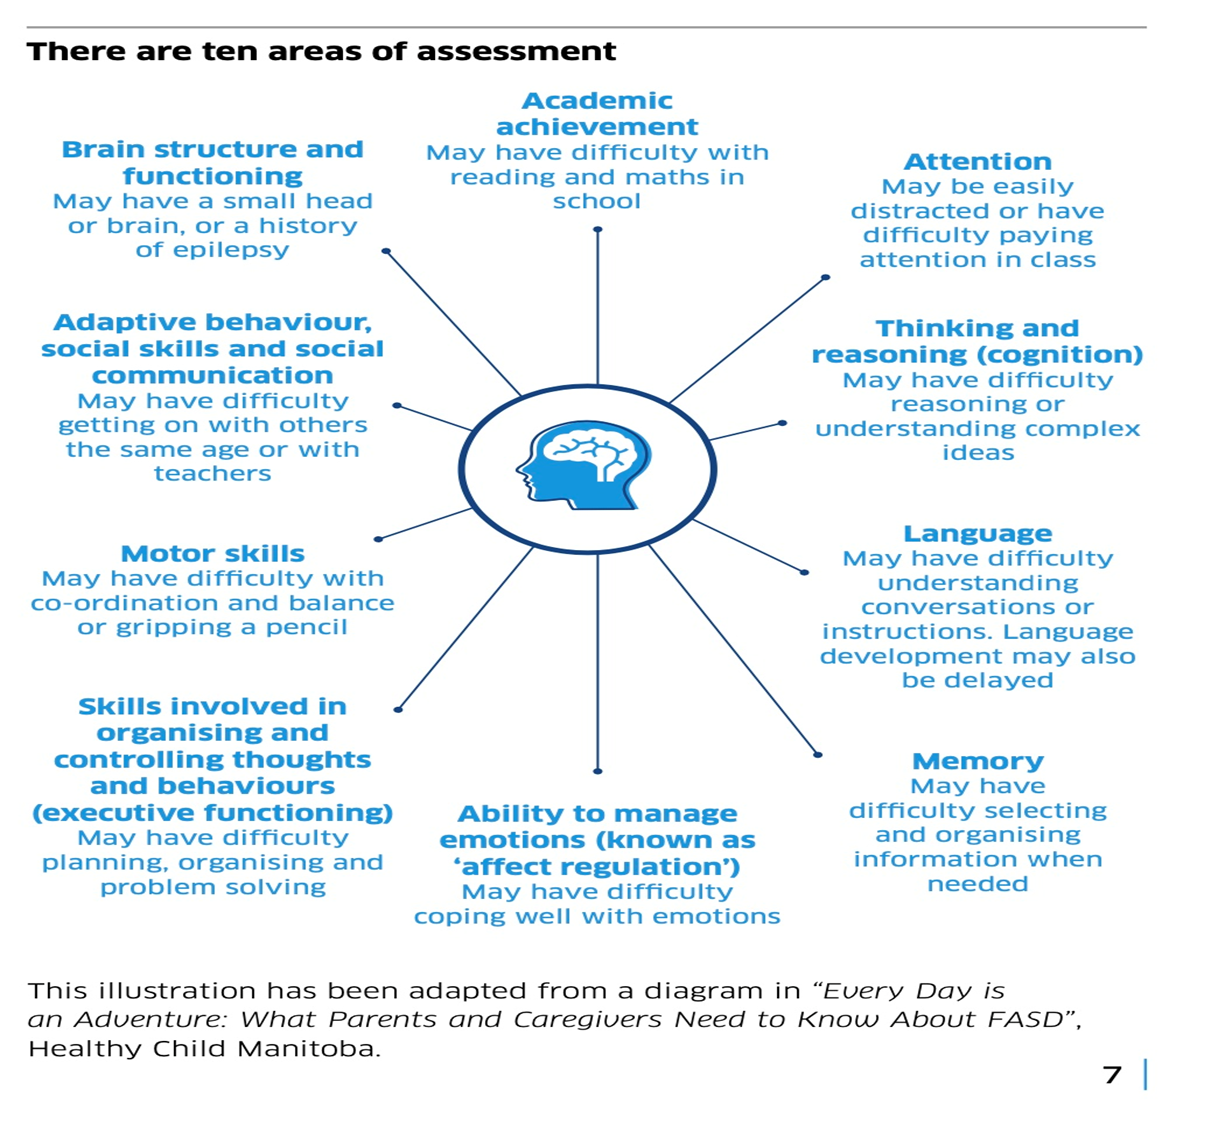 There are ten areas of assessment
Academic
achievement
May have difficulty with
reading and maths in
school
Brain structure and
functioning
May have a small head
or brain, or a history
of epilepsy
Attention
May be easily
distracted or have
difficulty paying
attention in class
Adaptive behaviour,
social skills and social
communication
May have difficulty
getting on with others
the same age or with
teachers
Thinking and
reasoning (cognition)
May have difficulty
reasoning or
understanding complex
ideas
Motor skills
May have difficulty with
co-ordination and balance
or gripping a pencil
Language
May have difficulty
understanding
conversations or
instructions. Language
development may also
be delayed
Skills involved in
organising and
controlling thoughts
and behaviours
(executive functioning)
May have difficulty
planning, organising and
problem solving
Ability to manage
emotions (known as
‘affect regulation’)
May have difficulty
coping well with emotions
Memory
May have
difficulty selecting
and organising
information when
needed
This illustration has been adapted from a diagram in “Every Day is
an Adventure: What Parents and Caregivers Need to Know About FASD”,
Healthy Child Manitoba.
7